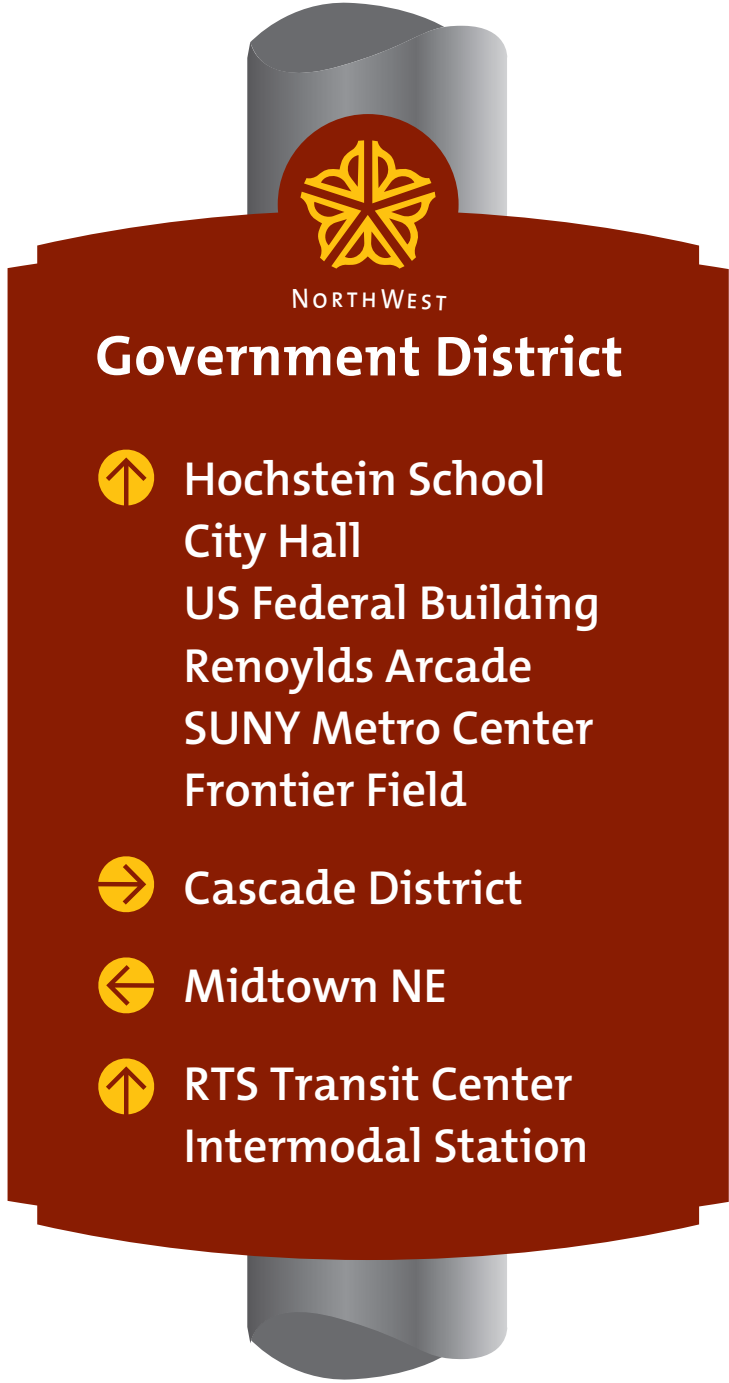 NORTHWEST
Government District
Hochstein School
City Hall
US Federal Building
Renoylds Arcade
SUNY Metro Center
Frontier Field
Cascade District
Midtown NE
RTS Transit Center
Intermodal Station